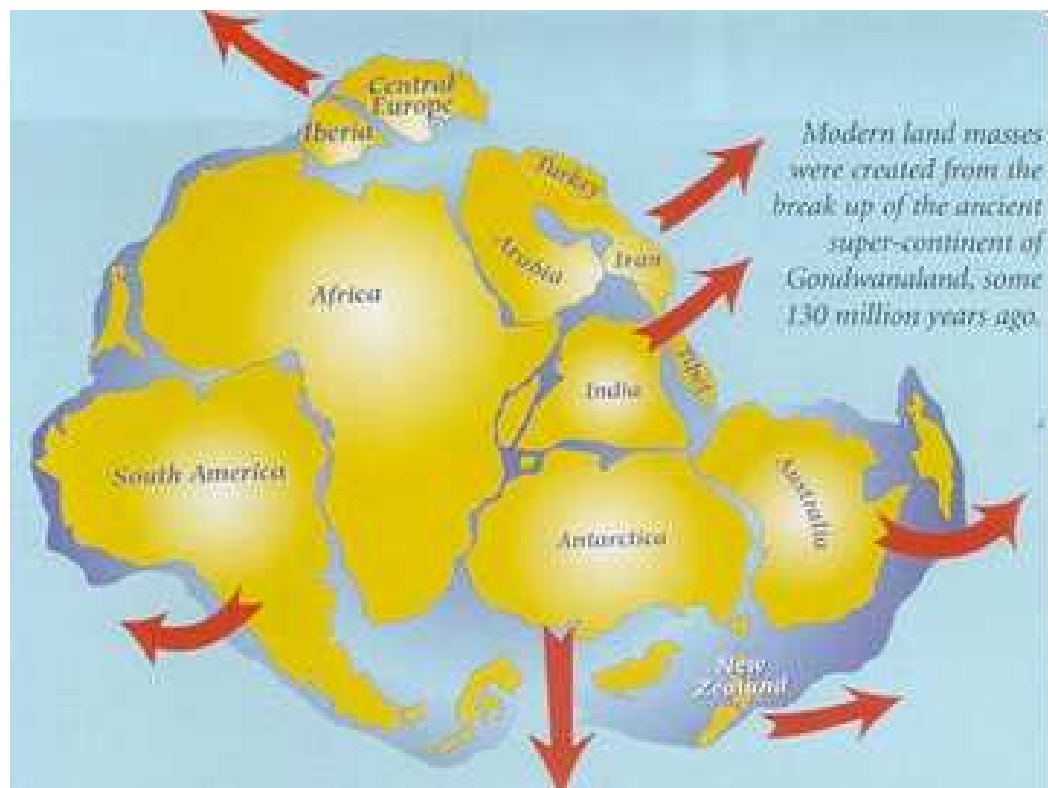 Central
Europe
Iberia
Turkey
Arabia
Iran
Africa
Tibet
India
South America
Australia
Antarctica
New
Zealand
Modern land masses
were created from the
break up of the ancient
super-continent of
Gondwanaland, some
130 million years ago.